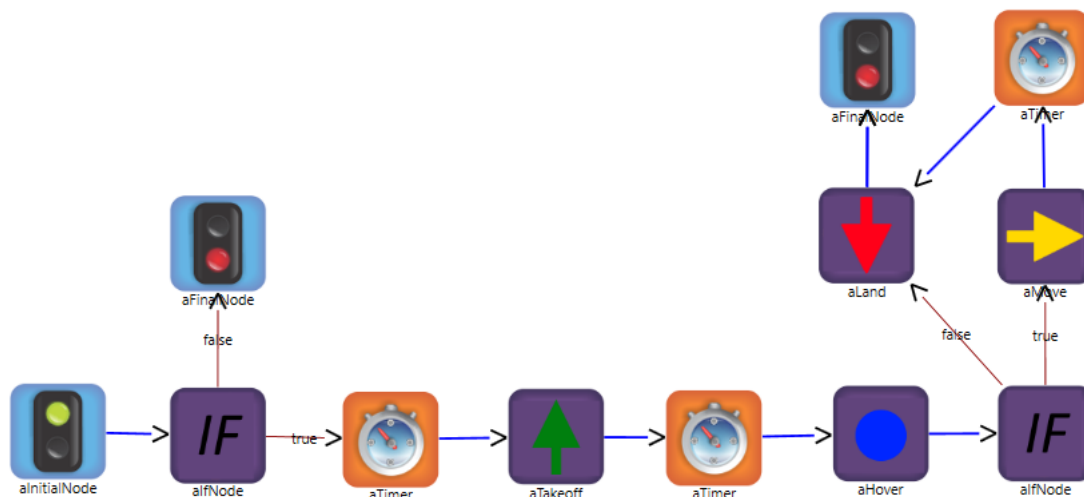 aFinalNode
aTimer
aFinalNode
aLand
aMove
false
false
true
IF
true
IF
aInitialNode
aIfNode
aTimer
aTakeoff
aTimer
aHover
aIfNode